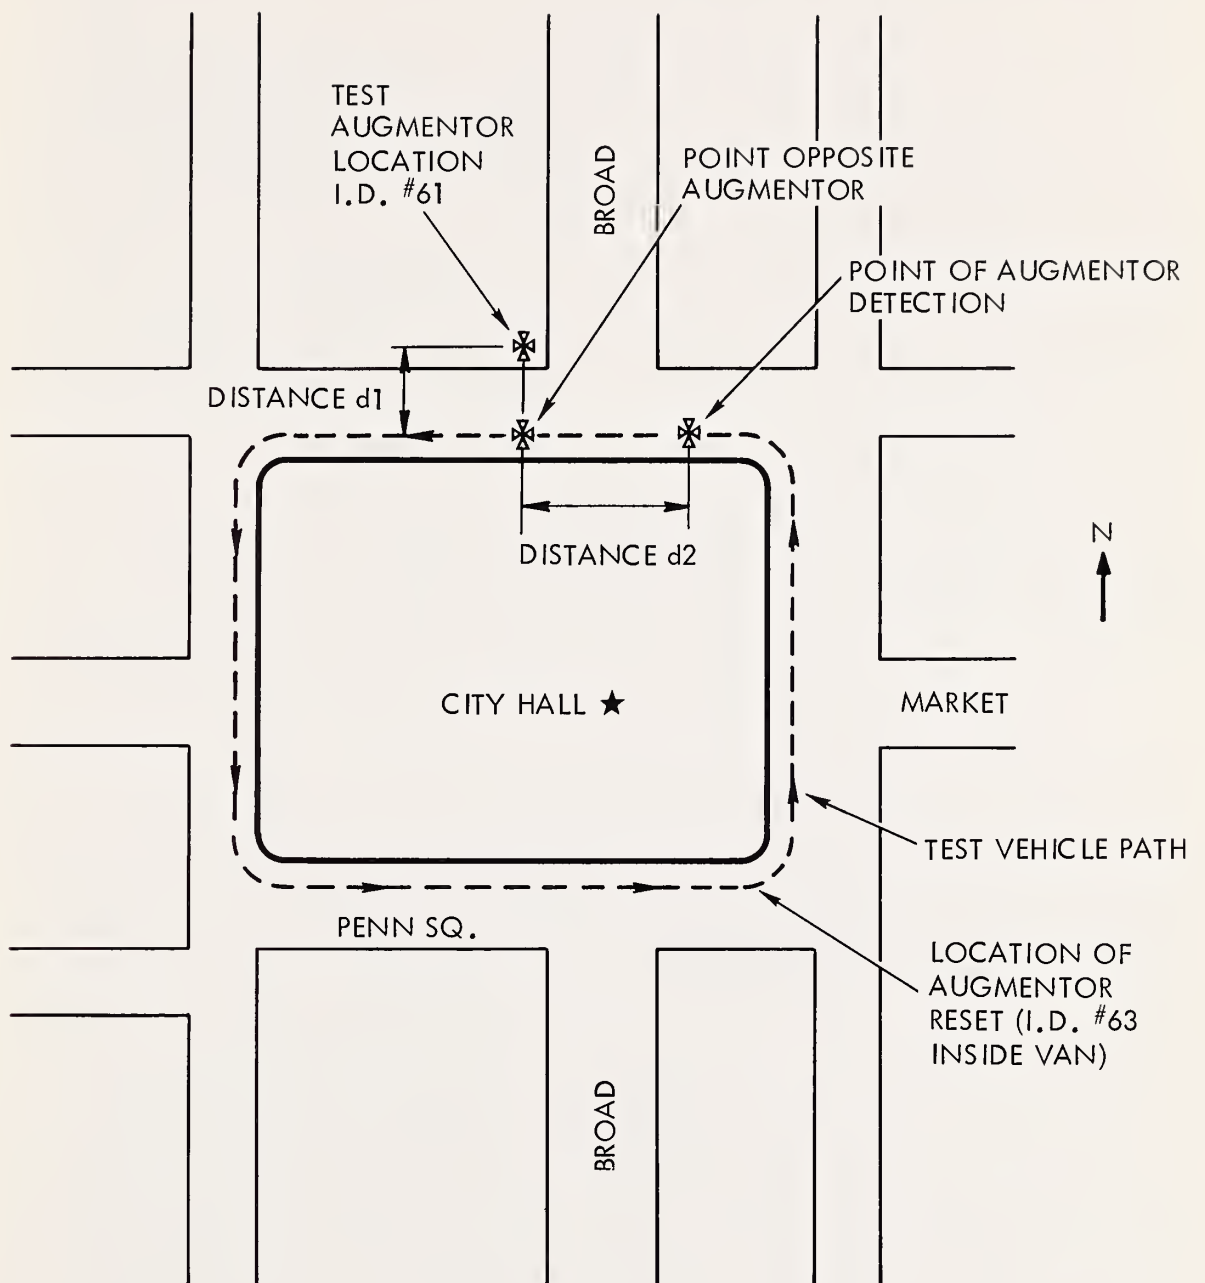 TEST
AUGMENTOR
LOCATION
I.D. #61
BROAD
POINT OPPOSITE
AUGMENTOR
POINT OF AUGMENTOR
DETECTION
DISTANCE d1
DISTANCE d2
N
CITY HALL ★
MARKET
TEST VEHICLE PATH
PENN SQ.
LOCATION OF
AUGMENTOR
RESET (I.D. #63
INSIDE VAN)
BROAD